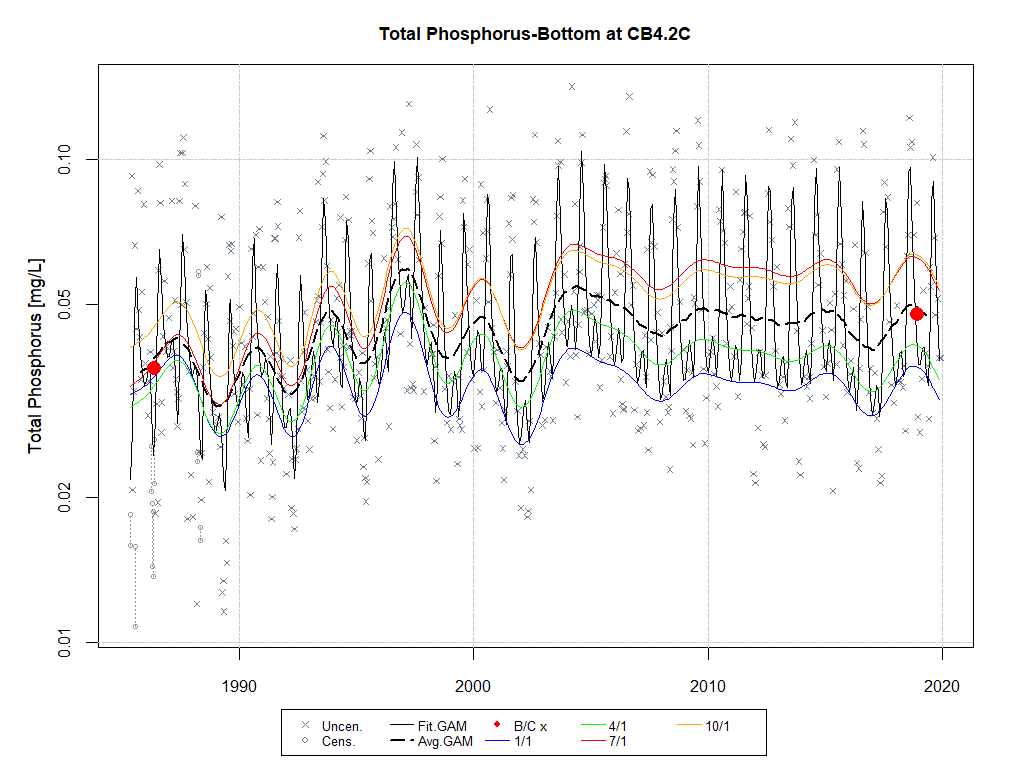 Total Phosphorus-Bottom at CB4.2C
Total Phosphorus [mg/L]
0.10
0.05
0.02
0.01
1990 2000 2010 2020
Uncen. Fit.GAM B/C x 4/1 10/1
Cens. Avg.GAM 1/1 7/1